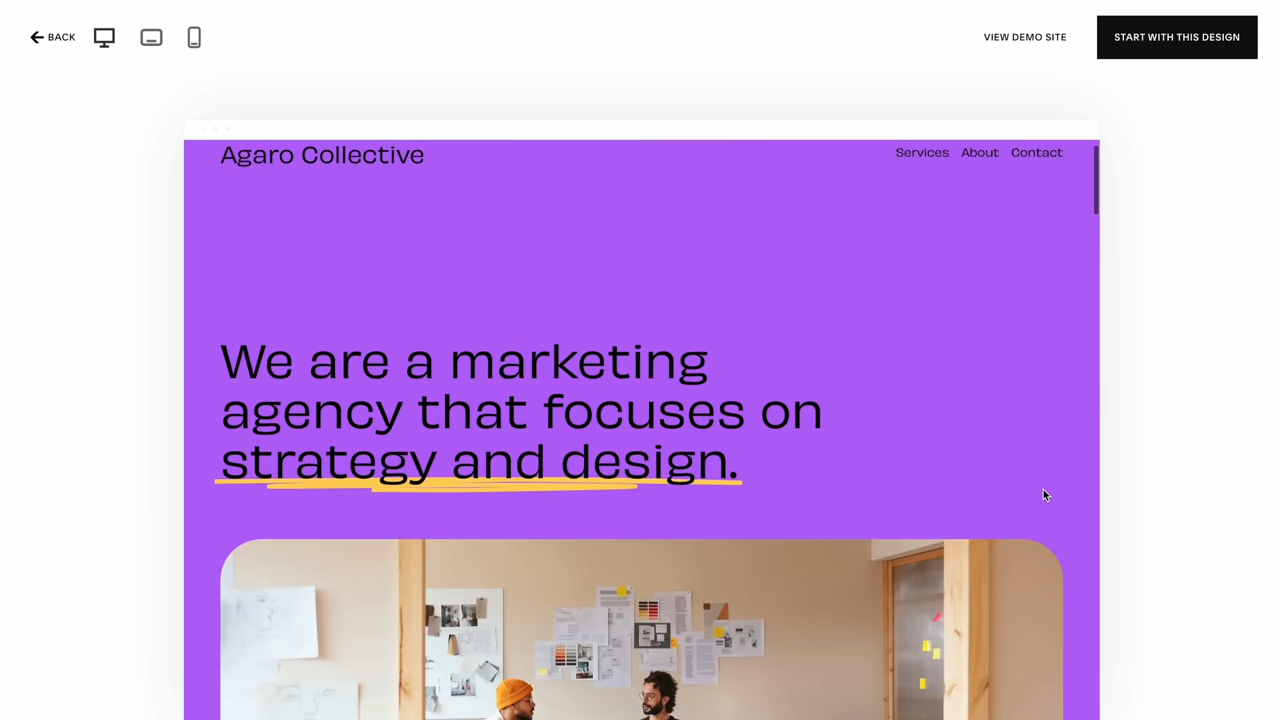 BACK
VIEW DEMO SITE
START WITH THIS DESIGN
Agaro Collective
Services About Contact
We are a marketing
agency that focuses on
strategy and design.